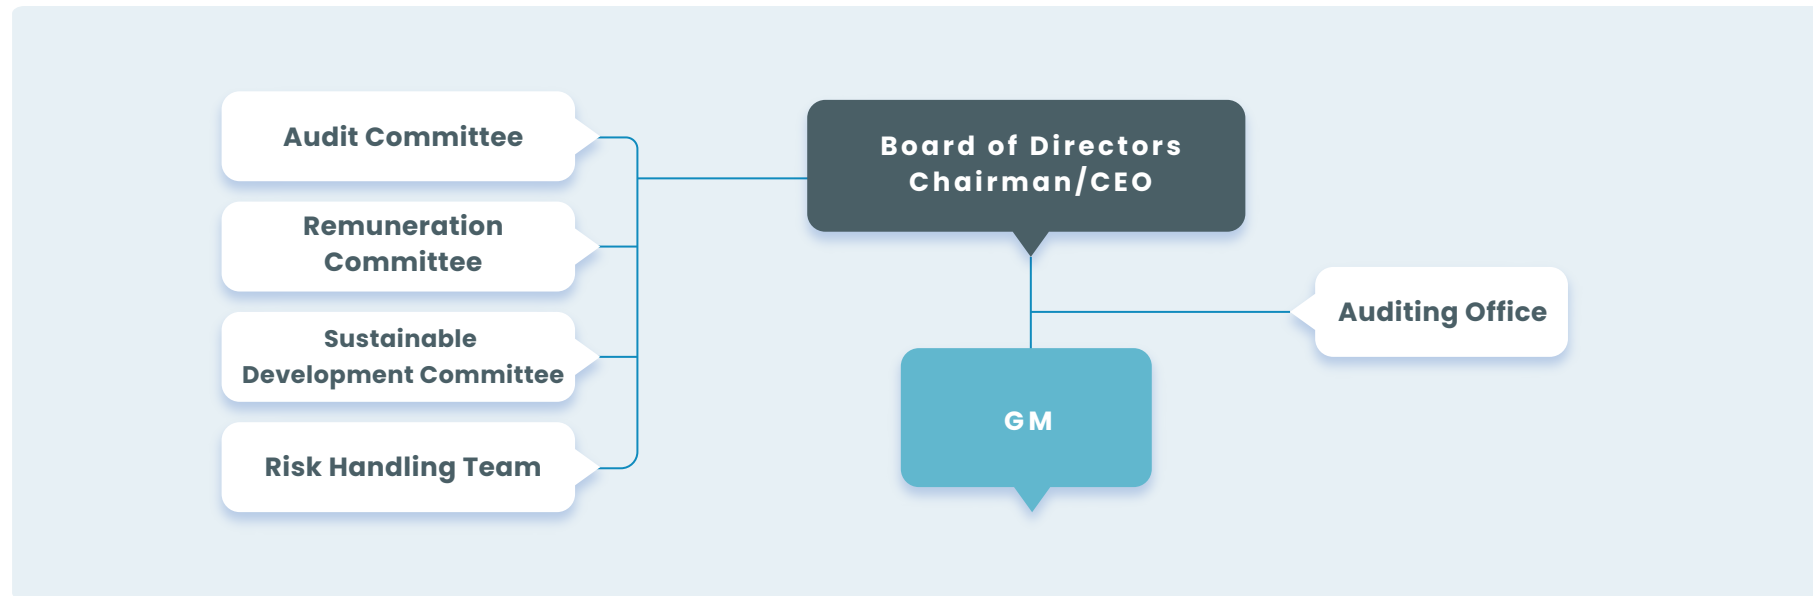 Audit Committee
Remuneration
Committee
Sustainable
Development Committee
Risk Handling Team
Board of Directors
Chairman/CEO
Auditing Office
GM